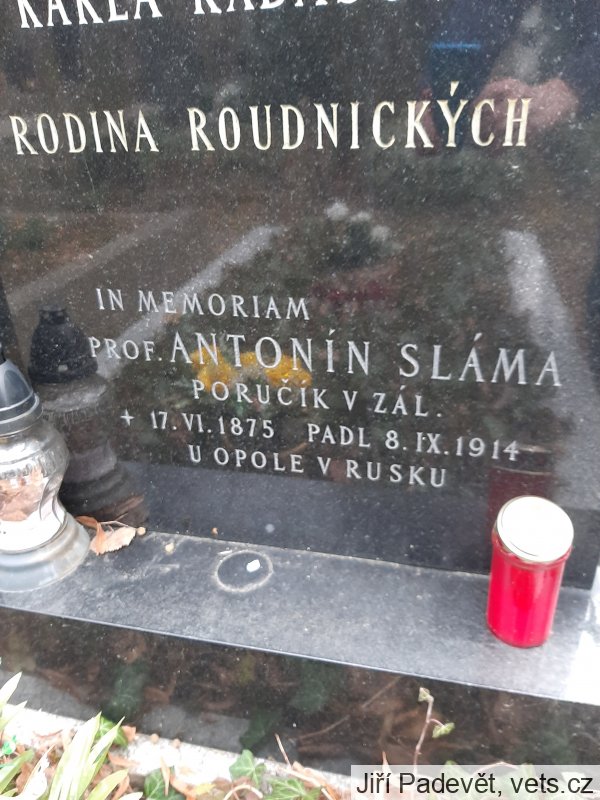 KARLA
RODINA ROUDNICKÝCH
IN MEMORIAM
PROF. ANTONÍN SLÁMA
PORUČÍK V ZÁL.
+ 17.VI.1875 PADL 8.IX.1914
U OPOLE V RUSKU
Jiří Padevět, vets.cz